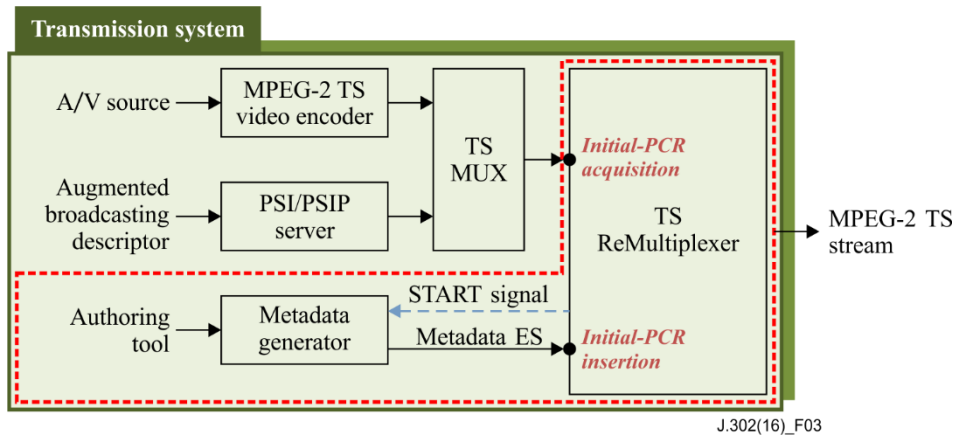 Transmission system
A/V source
MPEG-2 TS
video encoder
TS
MUX
Initial-PCR
acquisition
Augmented
broadcasting
descriptor
PSI/PSIP
server
TS
ReMultiplexer
MPEG-2 TS
stream
START signal
Authoring
tool
Metadata
generator
Metadata ES
Initial-PCR
insertion
J.302(16)_F03